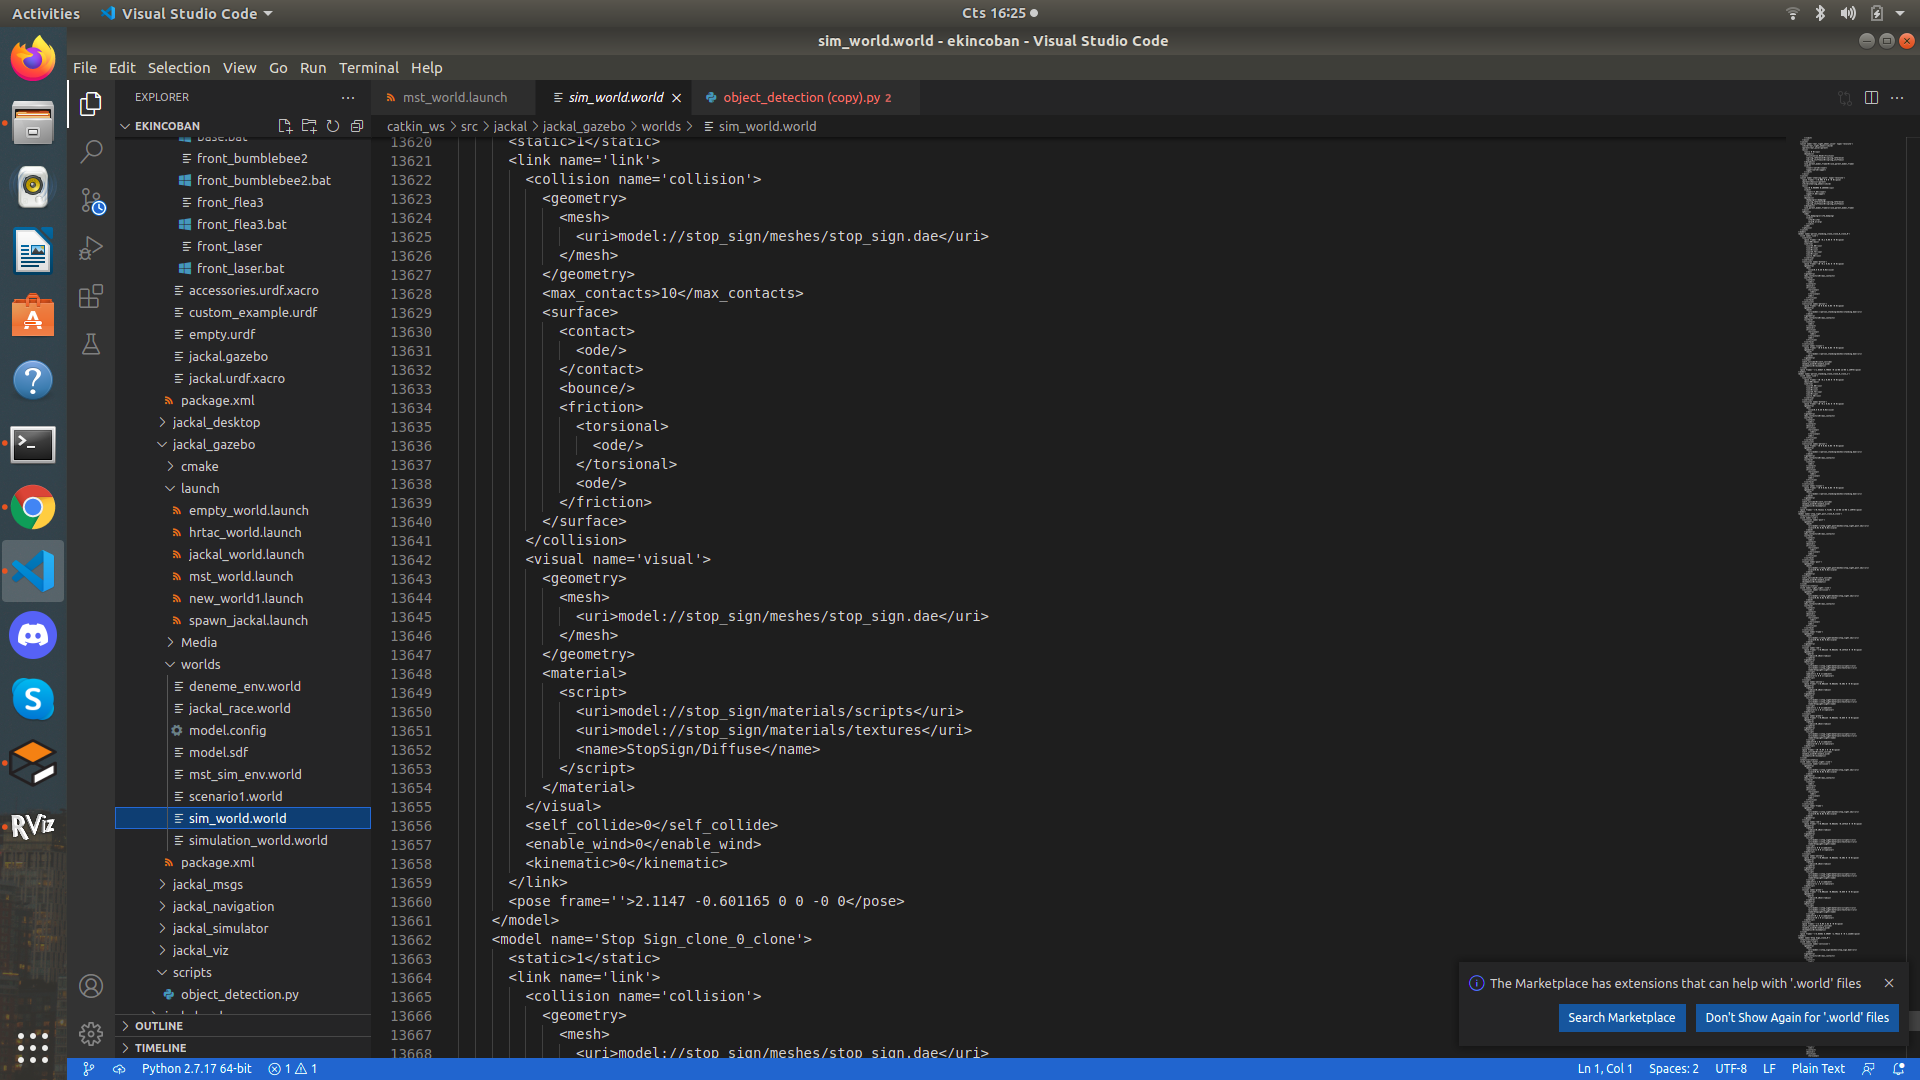 Activities
Visual Studio Code
Cts 16:25
sim_world.world - ekincoban - Visual Studio Code
File Edit Selection View Go Run Terminal Help
EXPLORER
mst_world.launch
sim_world.world
object_detection (copy).py 2
EKINCOBAN
catkin_ws > src > jackal > jackal_gazebo > worlds > sim_world.world
base.bat
front_bumblebee2
front_bumblebee2.bat
front_flea3
front_flea3.bat
front_laser
front_laser.bat
accessories.urdf.xacro
custom_example.urdf
empty.urdf
jackal.gazebo
jackal.urdf.xacro
package.xml
jackal_desktop
jackal_gazebo
cmake
launch
empty_world.launch
hrtac_world.launch
jackal_world.launch
mst_world.launch
new_world1.launch
spawn_jackal.launch
Media
worlds
deneme_env.world
jackal_race.world
model.config
model.sdf
mst_sim_env.world
scenario1.world
sim_world.world
simulation_world.world
package.xml
jackal_msgs
jackal_navigation
jackal_simulator
jackal_viz
scripts
object_detection.py
OUTLINE
TIMELINE
13620 <static>1</static>
13621 <link name='link'>
13622 <collision name='collision'>
13623 <geometry>
13624 <mesh>
13625 <uri>model://stop_sign/meshes/stop_sign.dae</uri>
13626 </mesh>
13627 </geometry>
13628 <max_contacts>10</max_contacts>
13629 <surface>
13630 <contact>
13631 <ode/>
13632 </contact>
13633 <bounce/>
13634 <friction>
13635 <torsional>
13636 <ode/>
13637 </torsional>
13638 <ode/>
13639 </friction>
13640 </surface>
13641 </collision>
13642 <visual name='visual'>
13643 <geometry>
13644 <mesh>
13645 <uri>model://stop_sign/meshes/stop_sign.dae</uri>
13646 </mesh>
13647 </geometry>
13648 <material>
13649 <script>
13650 <uri>model://stop_sign/materials/scripts</uri>
13651 <uri>model://stop_sign/materials/textures</uri>
13652 <name>StopSign/Diffuse</name>
13653 </script>
13654 </material>
13655 </visual>
13656 <self_collide>0</self_collide>
13657 <enable_wind>0</enable_wind>
13658 <kinematic>0</kinematic>
13659 </link>
13660 <pose frame=''>2.1147 -0.601165 0 0 -0 0</pose>
13661 </model>
13662 <model name='Stop Sign_clone_0_clone'>
13663 <static>1</static>
13664 <link name='link'>
13665 <collision name='collision'>
13666 <geometry>
13667 <mesh>
13668 <uri>model://stop_sign/meshes/stop_sign.dae</uri>
The Marketplace has extensions that can help with '.world' files
Search Marketplace
Don't Show Again for '.world' files
RViz
Python 2.7.17 64-bit
1 1
Ln 1, Col 1
Spaces: 2
UTF-8
LF
Plain Text